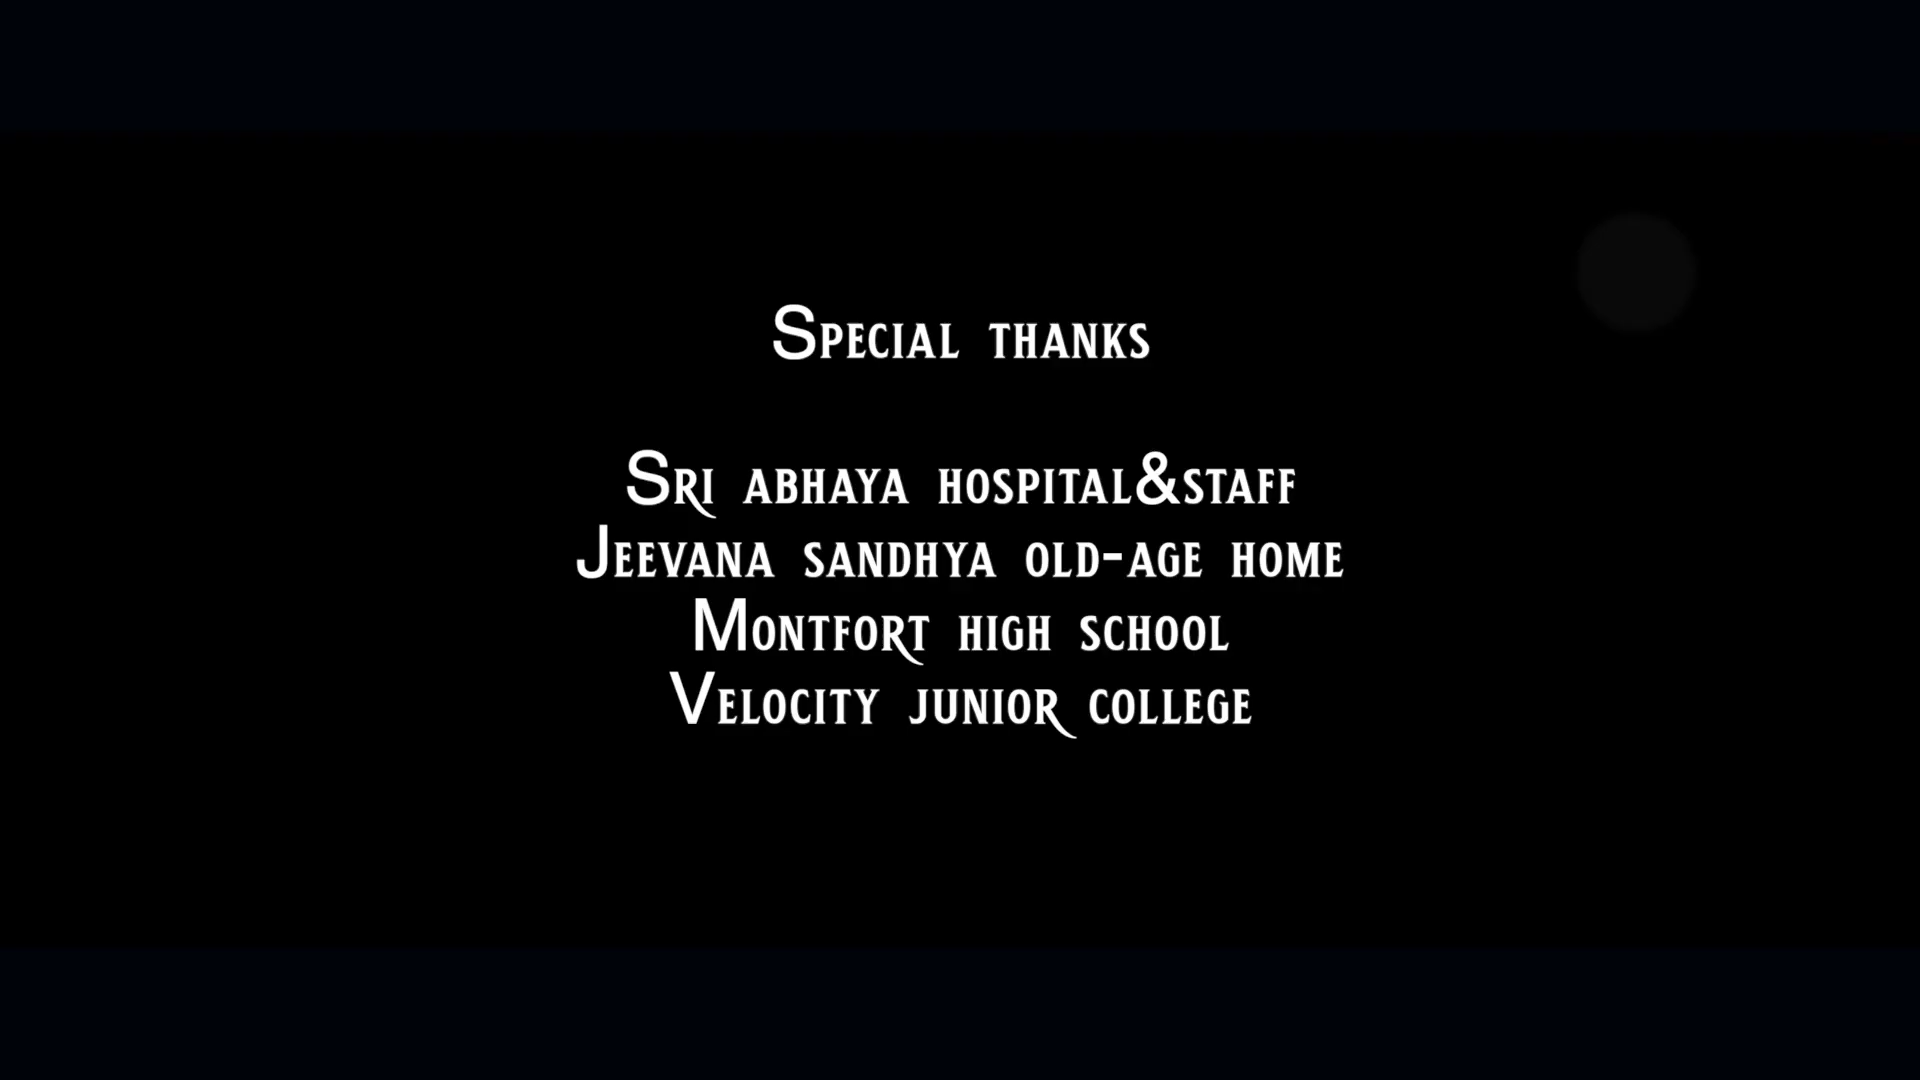 Special thanks
Sri abhaya hospital&staff
Jeevana sandhya old-age home
Montfort high school
Velocity junior college